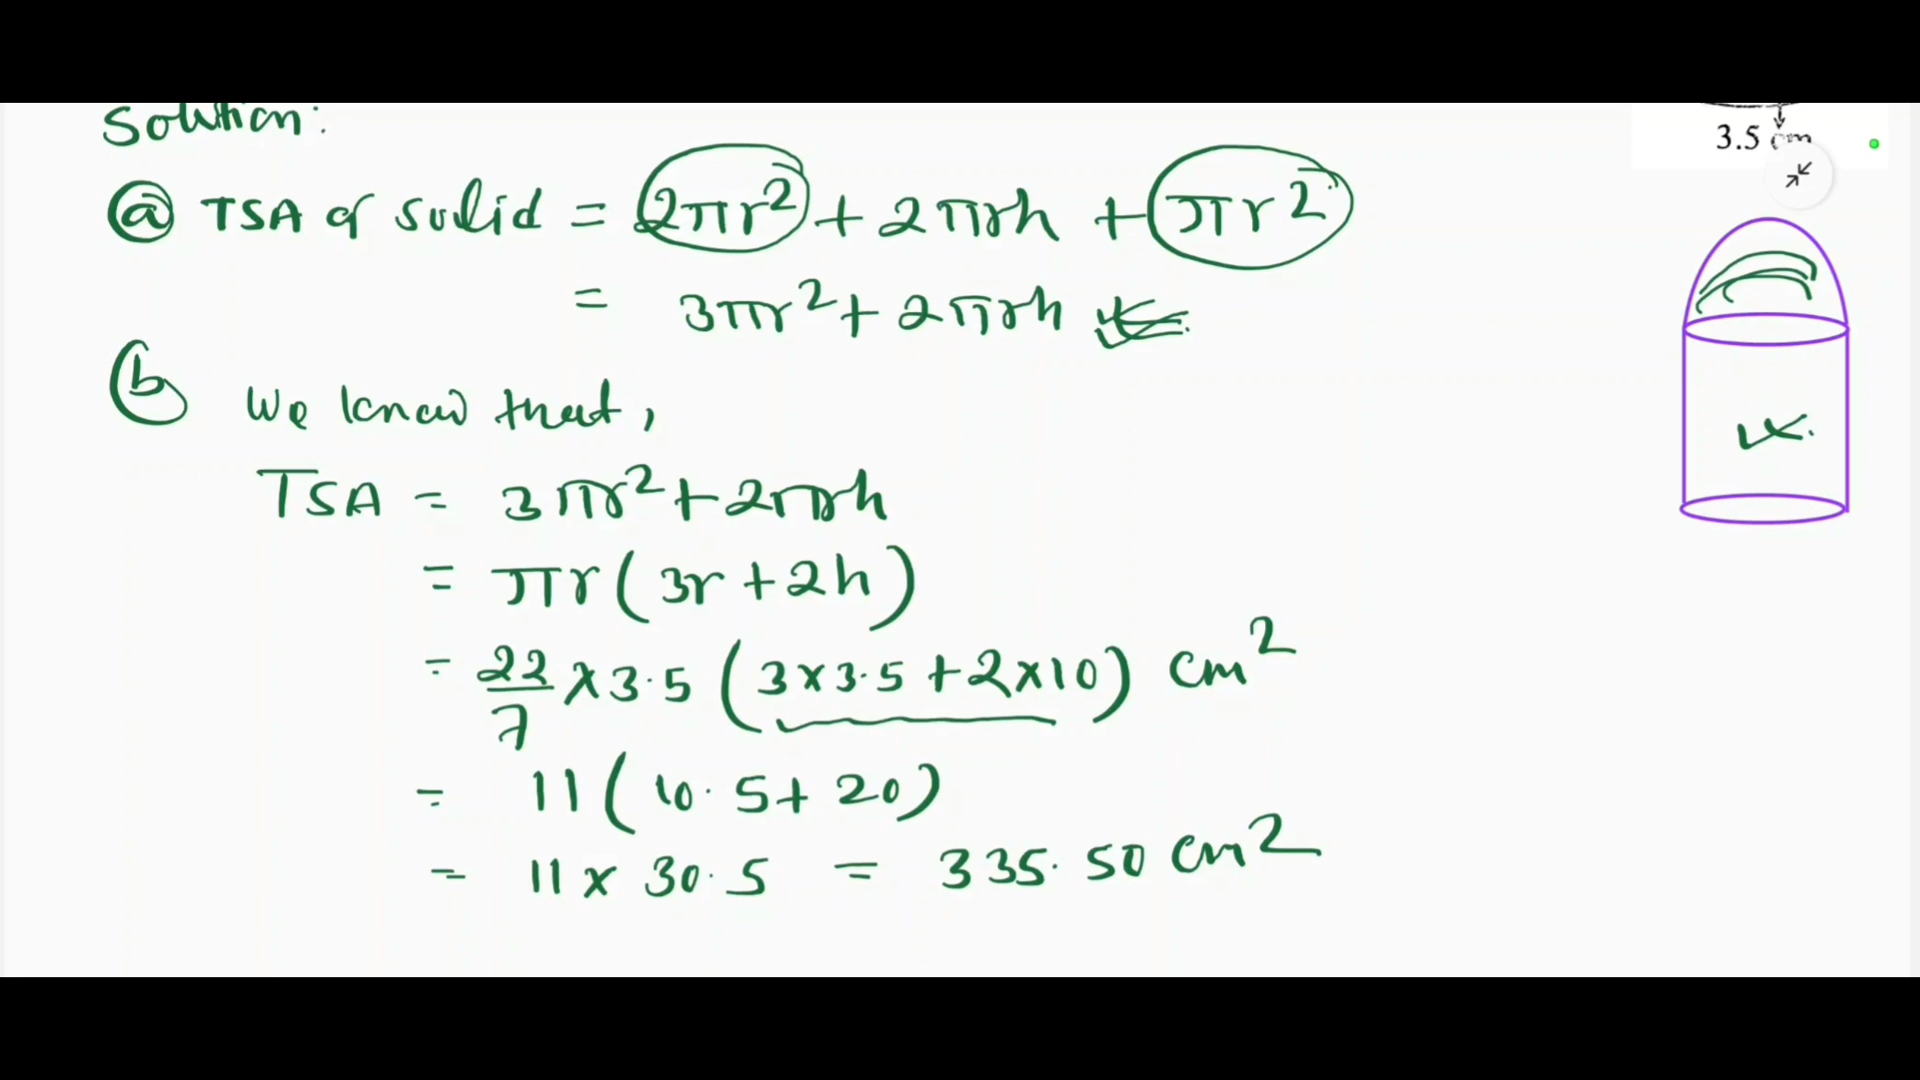 Solution:
3.5 cm
ⓐ TSA of solid = 2πr² + 2πrh + πr²
= 3πr² + 2πrh
ⓑ We know that,
TSA = 3πr² + 2πrh
= πr(3r + 2h)
= 22/7 × 3.5 (3×3.5 + 2×10) cm²
= 11(10.5 + 20)
= 11 × 30.5 = 335.50 cm²